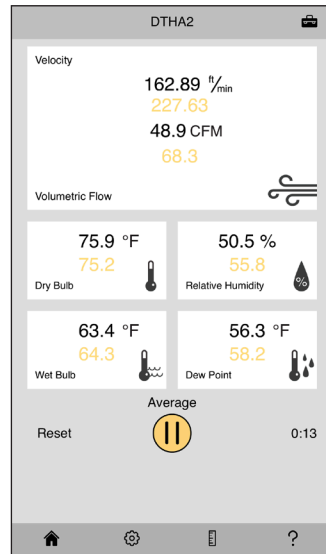 DTHA2
Velocity
162.89 ft/min
227.63
48.9 CFM
68.3
Volumetric Flow
75.9 °F
75.2
Dry Bulb
50.5 %
55.8
Relative Humidity
%
63.4 °F
64.3
Wet Bulb
56.3 °F
58.2
Dew Point
Average
Reset
0:13
?